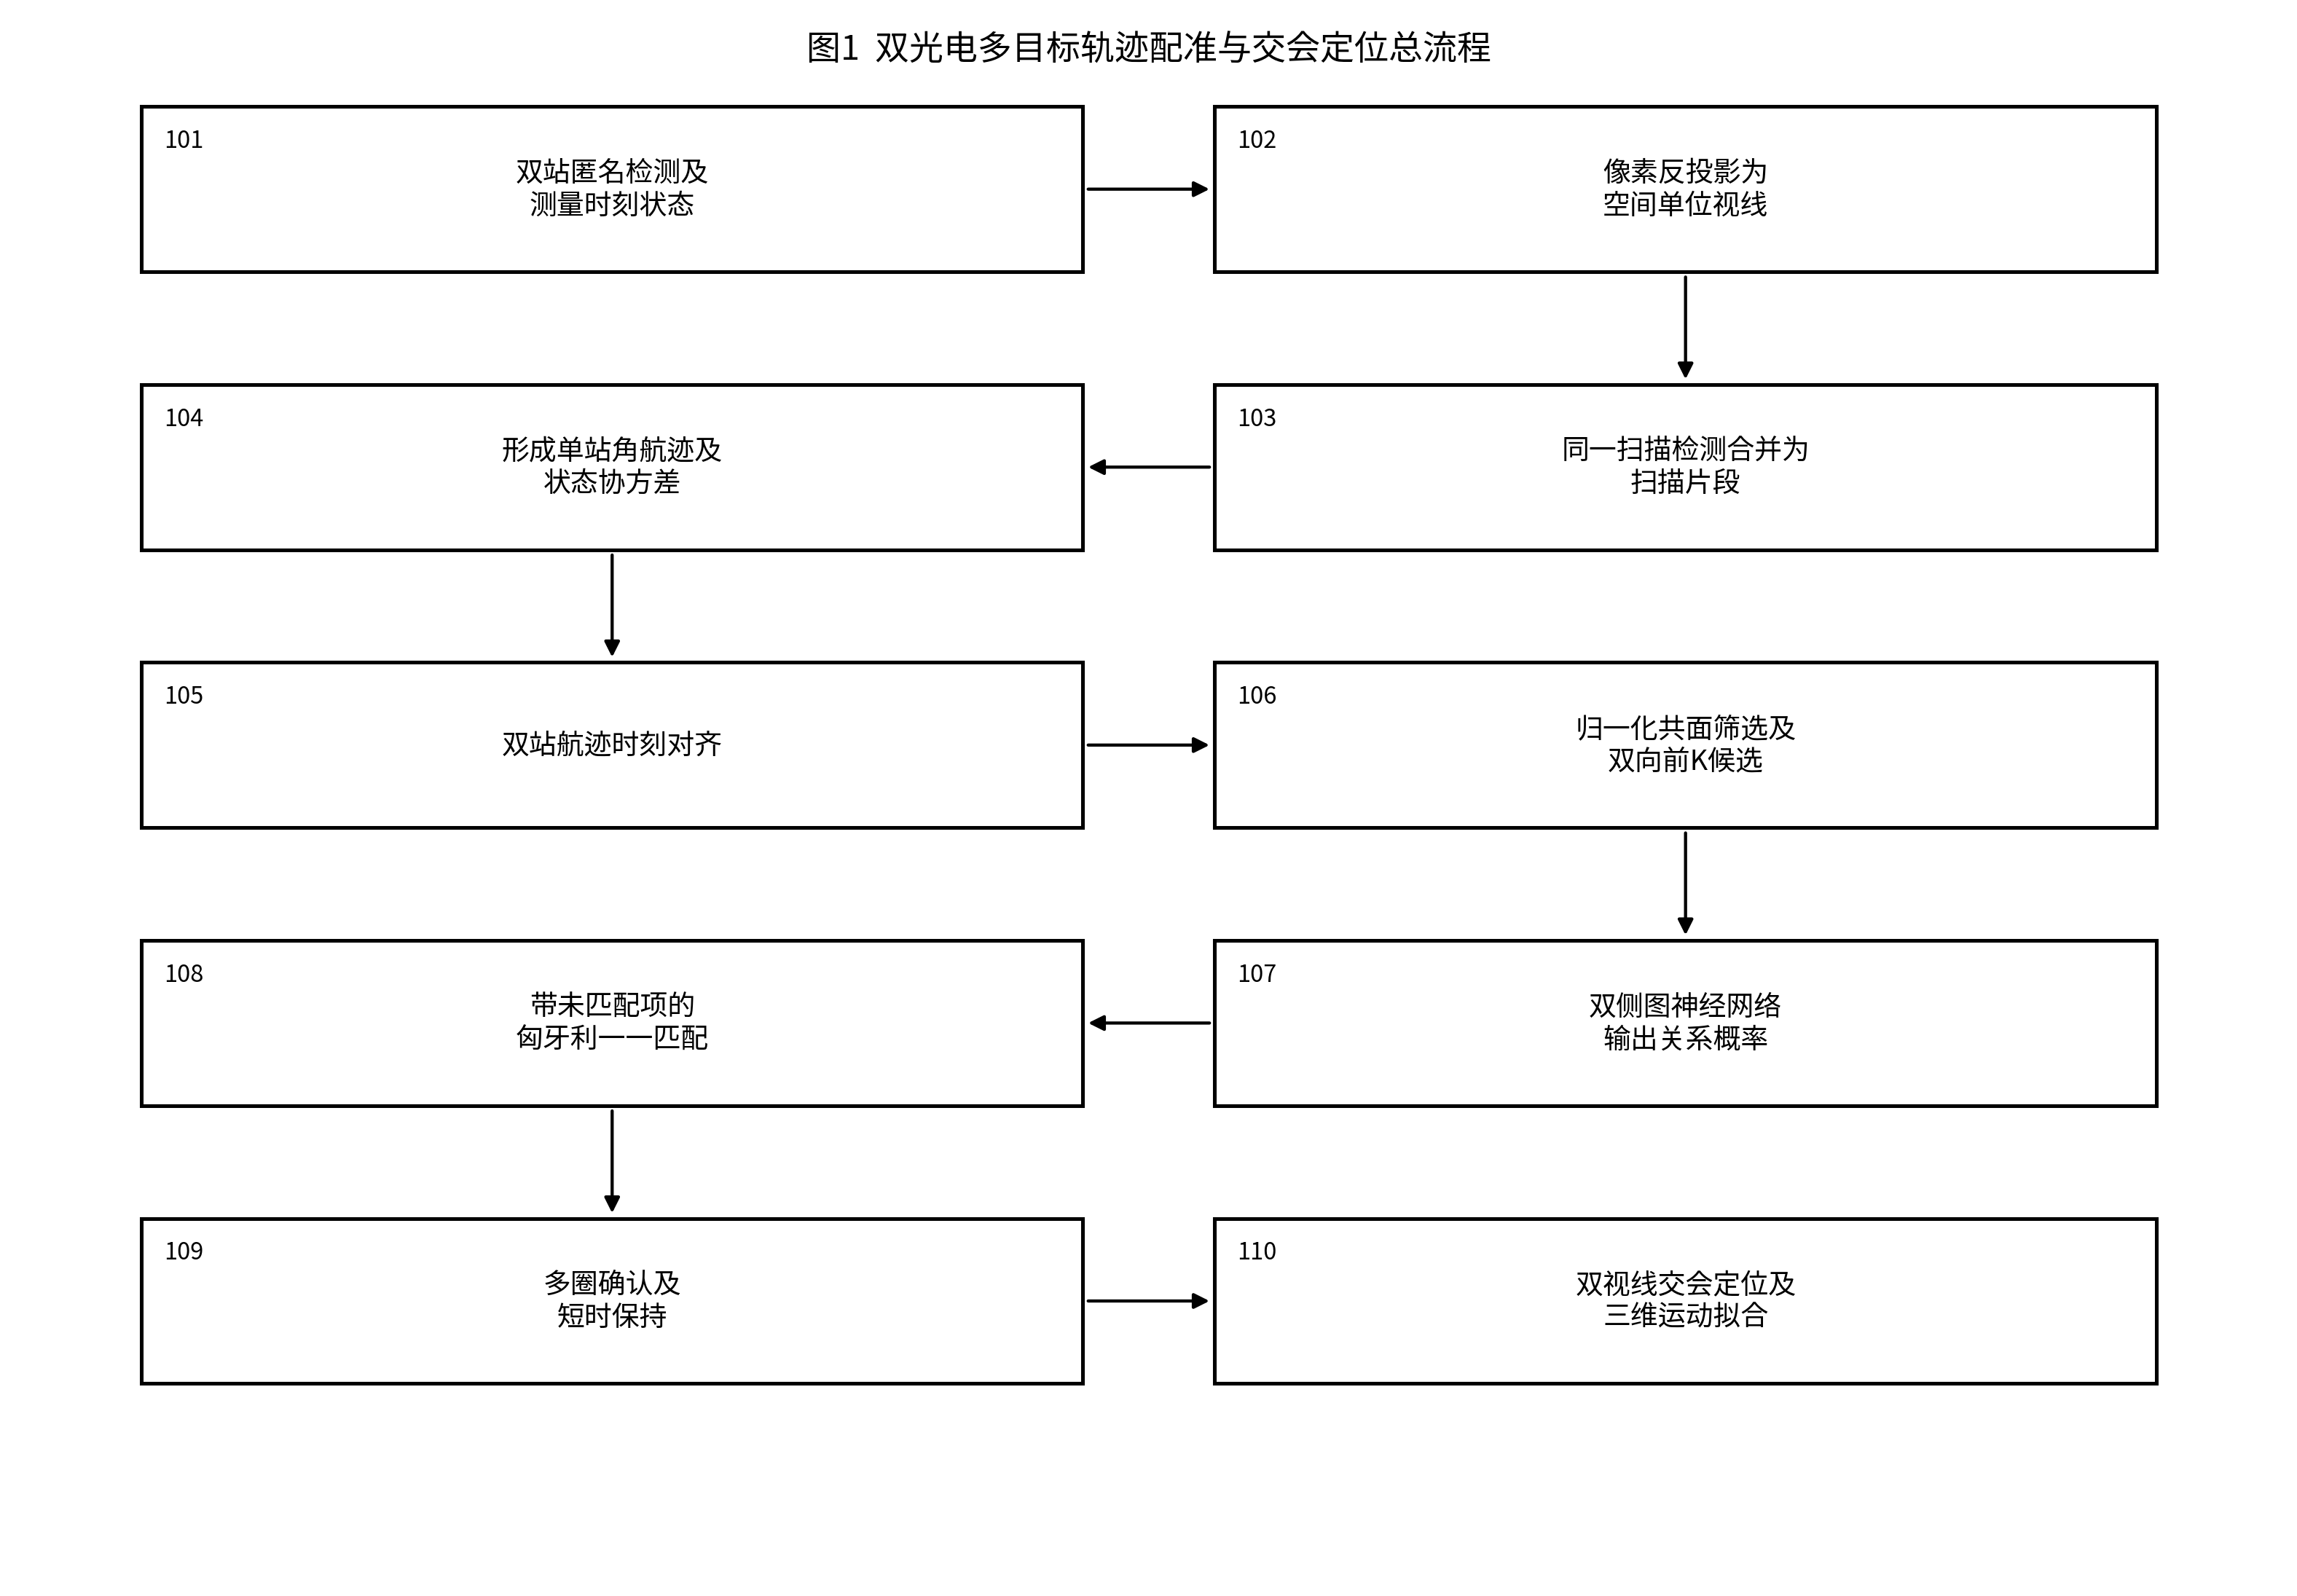 图1 双光电多目标轨迹配准与交会定位总流程
101
双站匿名检测及
测量时刻状态
102
像素反投影为
空间单位视线
103
同一扫描检测合并为
扫描片段
104
形成单站角航迹及
状态协方差
105
双站航迹时刻对齐
106
归一化共面筛选及
双向前K候选
107
双侧图神经网络
输出关系概率
108
带未匹配项的
匈牙利一一匹配
109
多圈确认及
短时保持
110
双视线交会定位及
三维运动拟合